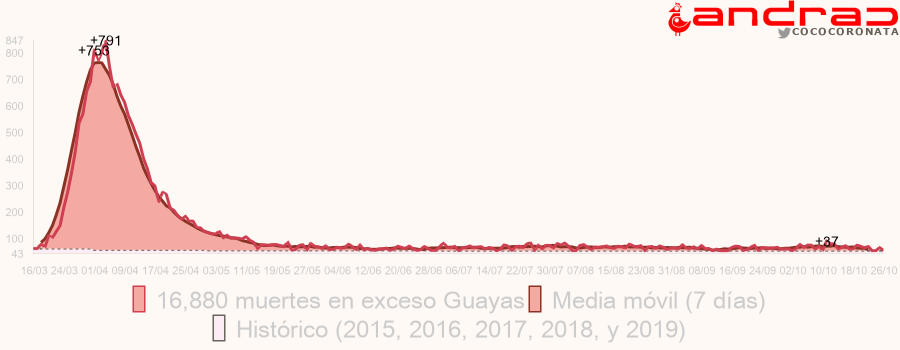 andrab
COCOCORONATA
+791
+753
847
800
700
600
500
400
300
200
100
43
+37
16/03 24/03 01/04 09/04 17/04 25/04 03/05 11/05 19/05 27/05 04/06 12/06 20/06 28/06 06/07 14/07 22/07 30/07 07/08 15/08 23/08 31/08 08/09 16/09 24/09 02/10 10/10 18/10 26/10
16,880 muertes en exceso Guayas Media móvil (7 días)
Histórico (2015, 2016, 2017, 2018, y 2019)